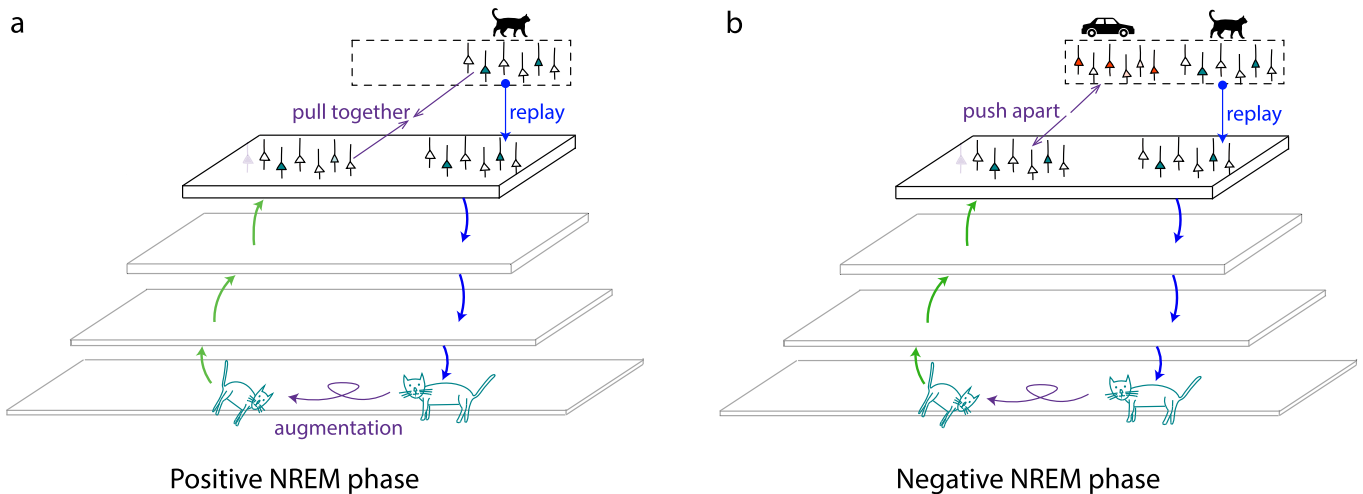 a
pull together
replay
augmentation
Positive NREM phase
b
push apart
replay
Negative NREM phase